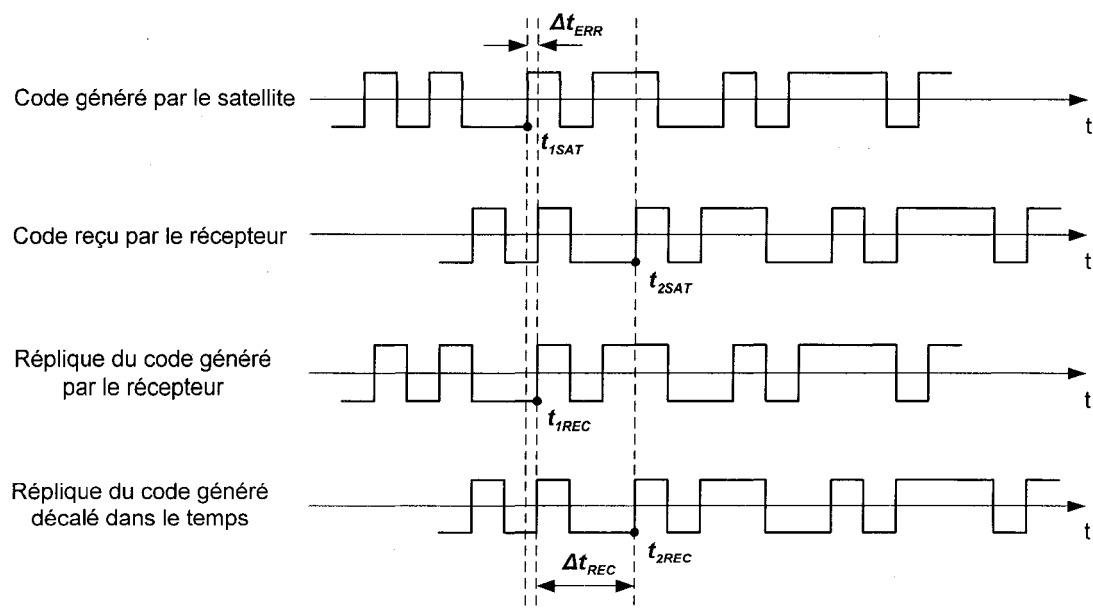 Δt_ERR
Code généré par le satellite
t
t_1SAT
Code reçu par le récepteur
t
t_2SAT
Réplique du code généré
par le récepteur
t
t_1REC
Réplique du code généré
décalé dans le temps
t
t_2REC
Δt_REC